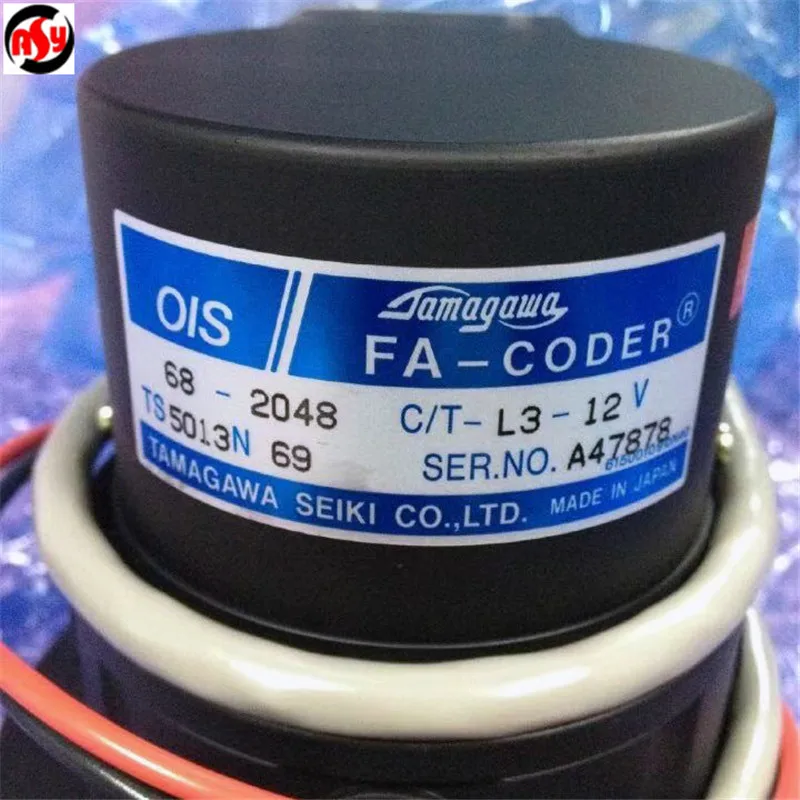 ASY
OIS
Tamagawa
FA-CODER®
68 - 2048
C/T- L3 - 12 V
TS5013N 69
SER.NO. A47878
TAMAGAWA SEIKI CO.,LTD. MADE IN JAPAN